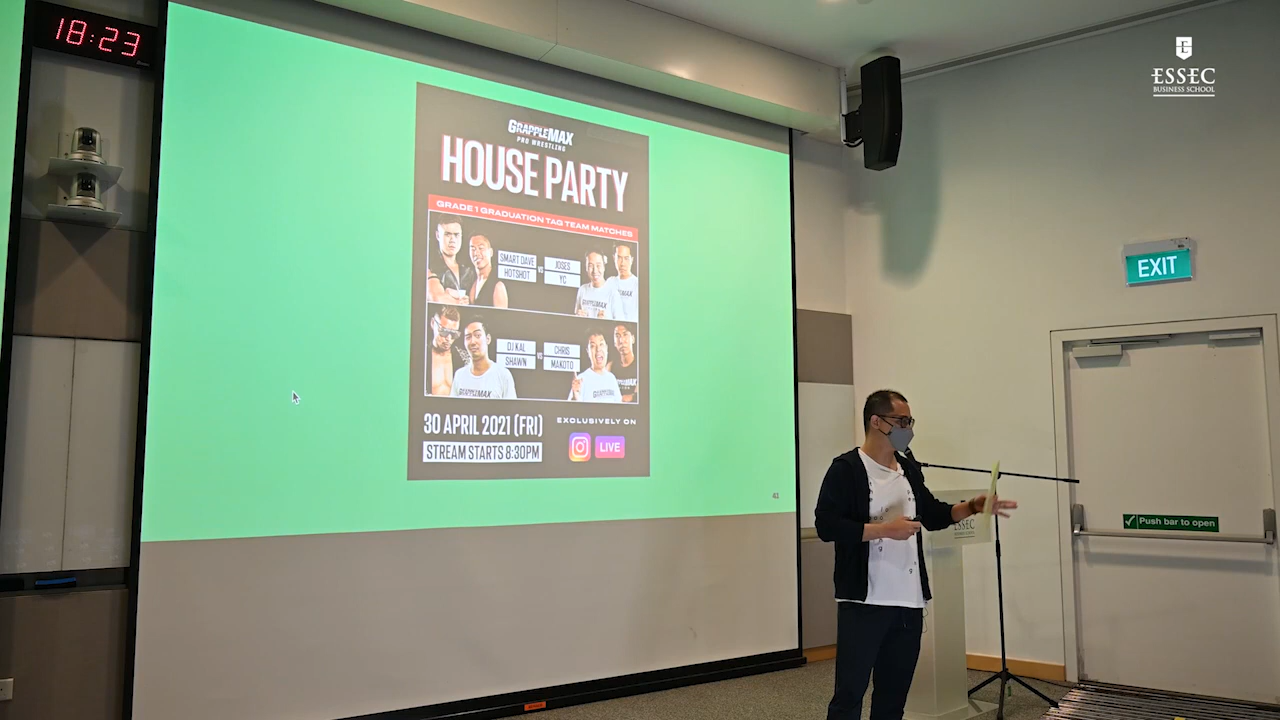 18:23
ESSEC
BUSINESS SCHOOL
GRAPPLEMAX
PRO WRESTLING
HOUSE PARTY
GRADE 1 GRADUATION TAG TEAM MATCHES
SMART DAVE
HOTSHOT
VS
JOSES
YC
DJ KAL
SHAWN
VS
CHRIS
MAKOTO
30 APRIL 2021 (FRI)
STREAM STARTS 8:30PM
EXCLUSIVELY ON
LIVE
41
EXIT
ESSEC
Push bar to open